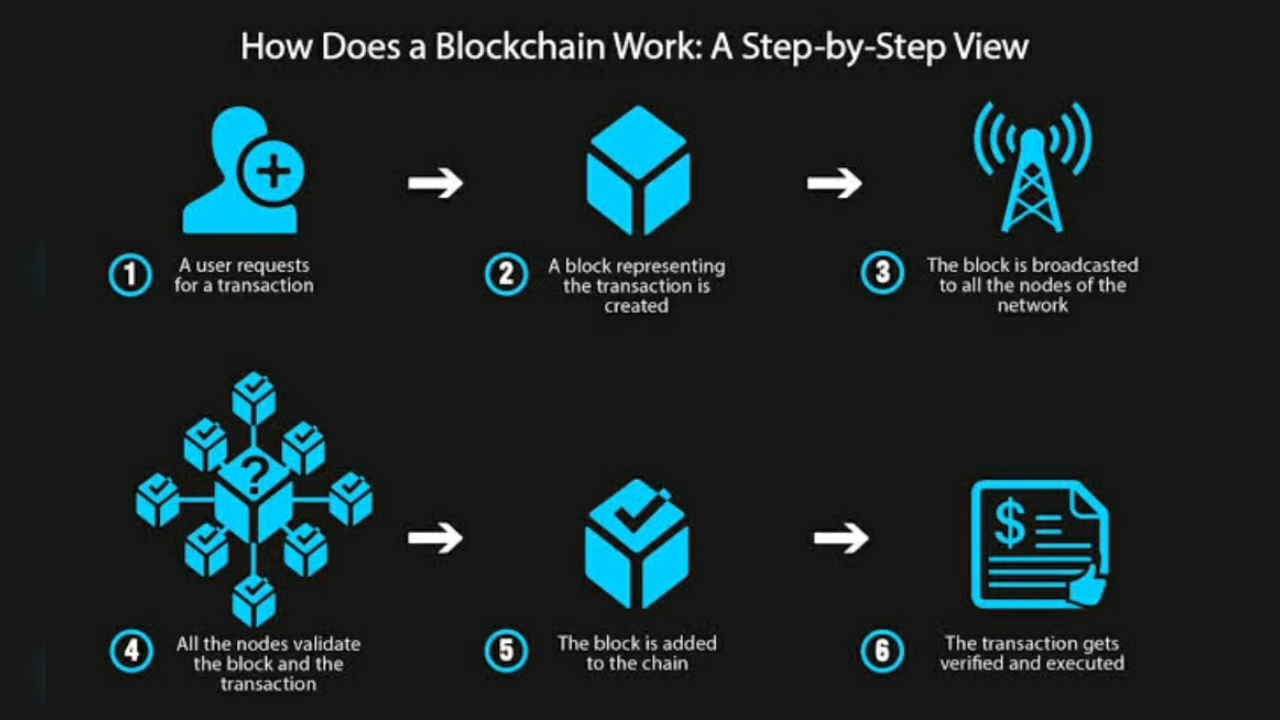 How Does a Blockchain Work: A Step-by-Step View
1
A user requests
for a transaction
2
A block representing
the transaction is
created
3
The block is broadcasted
to all the nodes of the
network
?
4
All the nodes validate
the block and the
transaction
5
The block is added
to the chain
$
6
The transaction gets
verified and executed